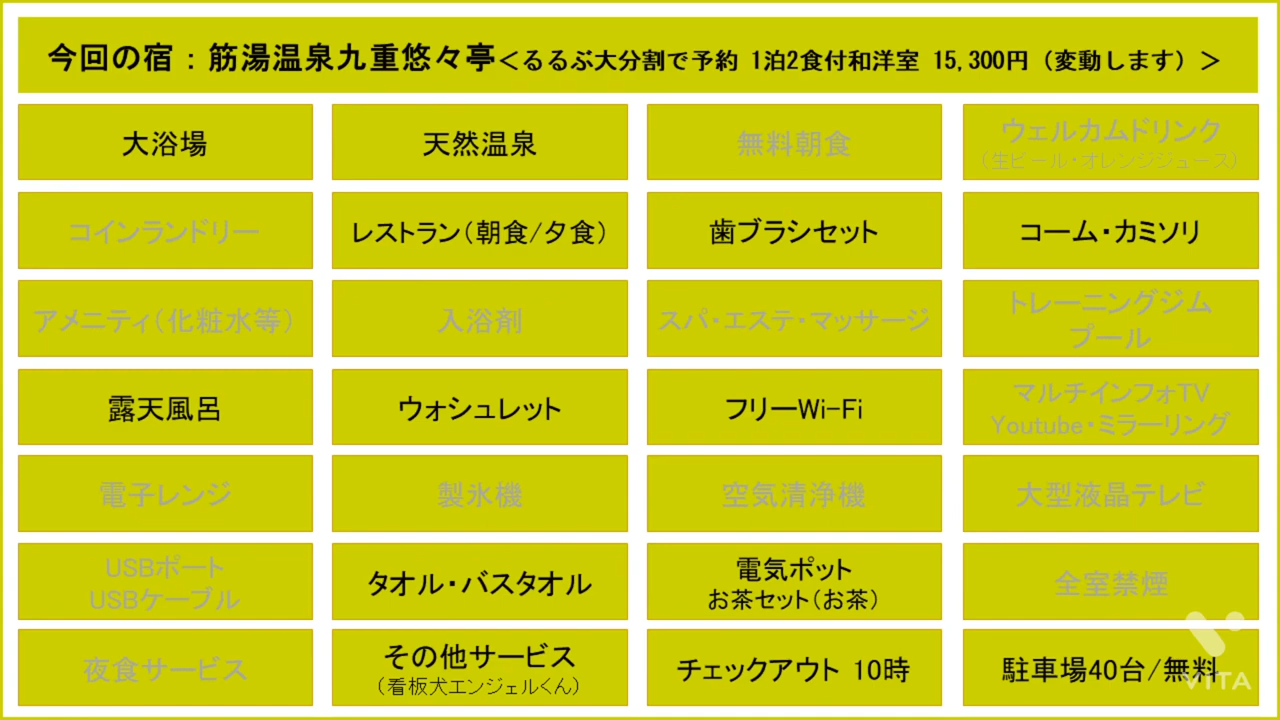 今回の宿：筋湯温泉九重悠々亭＜るるぶ大分割で予約 1泊2食付和洋室 15,300円（変動します）＞
大浴場
天然温泉
無料朝食
ウェルカムドリンク
（生ビール・オレンジジュース）
コインランドリー
レストラン（朝食/夕食）
歯ブラシセット
コーム・カミソリ
アメニティ（化粧水等）
入浴剤
スパ・エステ・マッサージ
トレーニングジム
プール
露天風呂
ウォシュレット
フリーWi-Fi
マルチインフォTV
Youtube・ミラーリング
電子レンジ
製氷機
空気清浄機
大型液晶テレビ
USBポート
USBケーブル
タオル・バスタオル
電気ポット
お茶セット（お茶）
全室禁煙
夜食サービス
その他サービス
（看板犬エンジェルくん）
チェックアウト 10時
駐車場40台/無料
VITA